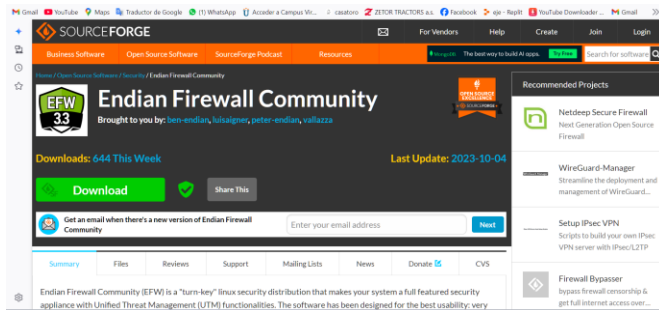 Gmail YouTube Maps Traductor de Google (1) WhatsApp Acceder a Campus Vir... casatoro ZETOR TRACTORS a.s. Facebook eje - Replit YouTube Downloader ... Gmail
SOURCEFORGE For Vendors Help Create Join Login
Business Software Open Source Software SourceForge Podcast Resources MongoDB The best way to build AI apps. Try Free Search for software
Home / Open Source Software / Security / Endian Firewall Community
EFW 3.3
Endian Firewall Community
Brought to you by: ben-endian, luisaigner, peter-endian, vallazza
OPEN SOURCE
EXCELLENCE
SOURCEFORGE
Downloads: 644 This Week Last Update: 2023-10-04
Download Share This
Get an email when there's a new version of Endian Firewall
Community
Enter your email address Next
Summary Files Reviews Support Mailing Lists News Donate CVS
Endian Firewall Community (EFW) is a "turn-key" linux security distribution that makes your system a full featured security
appliance with Unified Threat Management (UTM) functionalities. The software has been designed for the best usability: very
Recommended Projects
Netdeep Secure Firewall
Next Generation Open Source
Firewall
WireGuard-Manager
Streamline the deployment and
management of WireGuard...
Setup IPsec VPN
Scripts to build your own IPsec
VPN server with IPsec/L2TP
Firewall Bypasser
bypass firewall censorship &
get full internet access over...